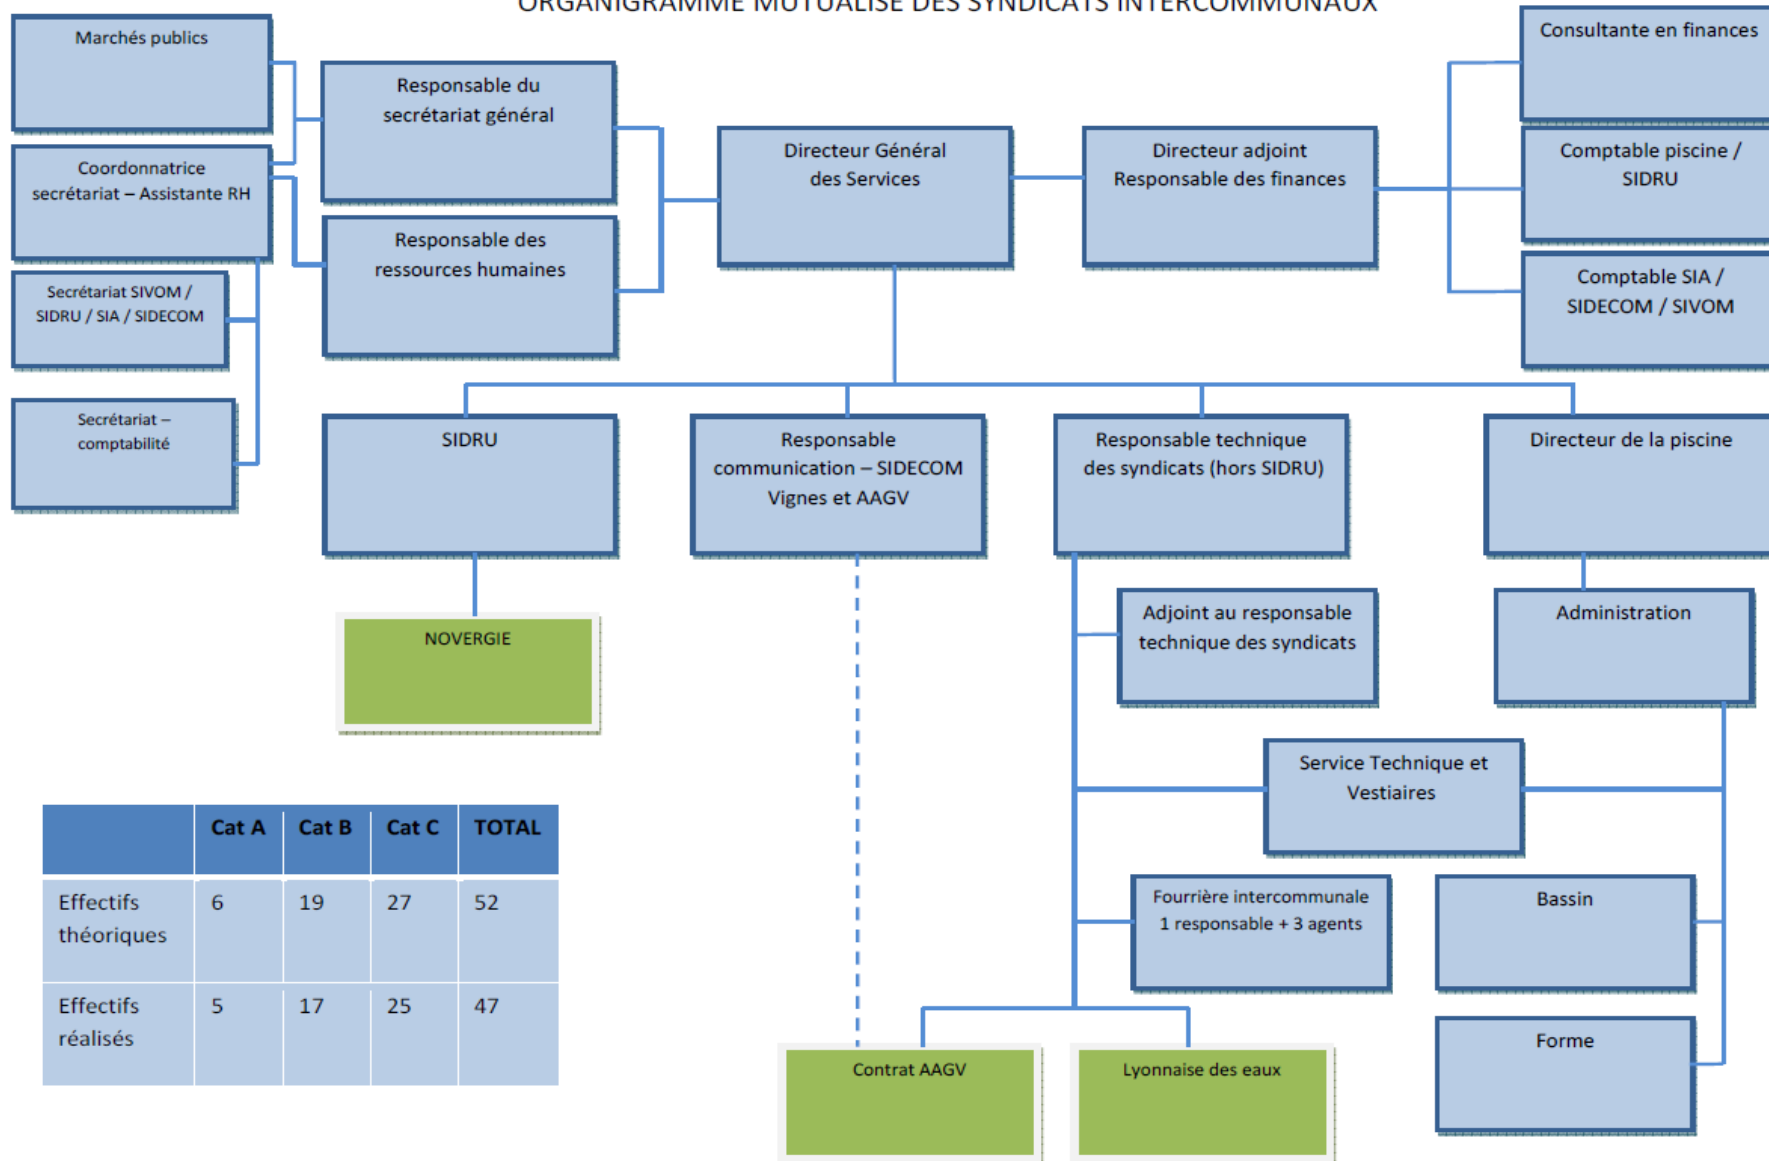 ORGANIGRAMME MUTUALISE DES SYNDICATS INTERCOMMUNAUX
Marchés publics
Responsable du
secrétariat général
Coordonnatrice
secrétariat – Assistante RH
Responsable des
ressources humaines
Secrétariat SIVOM /
SIDRU / SIA / SIDECOM
Secrétariat –
comptabilité
Directeur Général
des Services
Directeur adjoint
Responsable des finances
Consultante en finances
Comptable piscine /
SIDRU
Comptable SIA /
SIDECOM / SIVOM
SIDRU
Responsable
communication – SIDECOM
Vignes et AAGV
Responsable technique
des syndicats (hors SIDRU)
Directeur de la piscine
NOVERGIE
Adjoint au responsable
technique des syndicats
Administration
Service Technique et
Vestiaires
Fourrière intercommunale
1 responsable + 3 agents
Bassin
Forme
Contrat AAGV
Lyonnaise des eaux
Cat A Cat B Cat C TOTAL
Effectifs
théoriques 6 19 27 52
Effectifs
réalisés 5 17 25 47